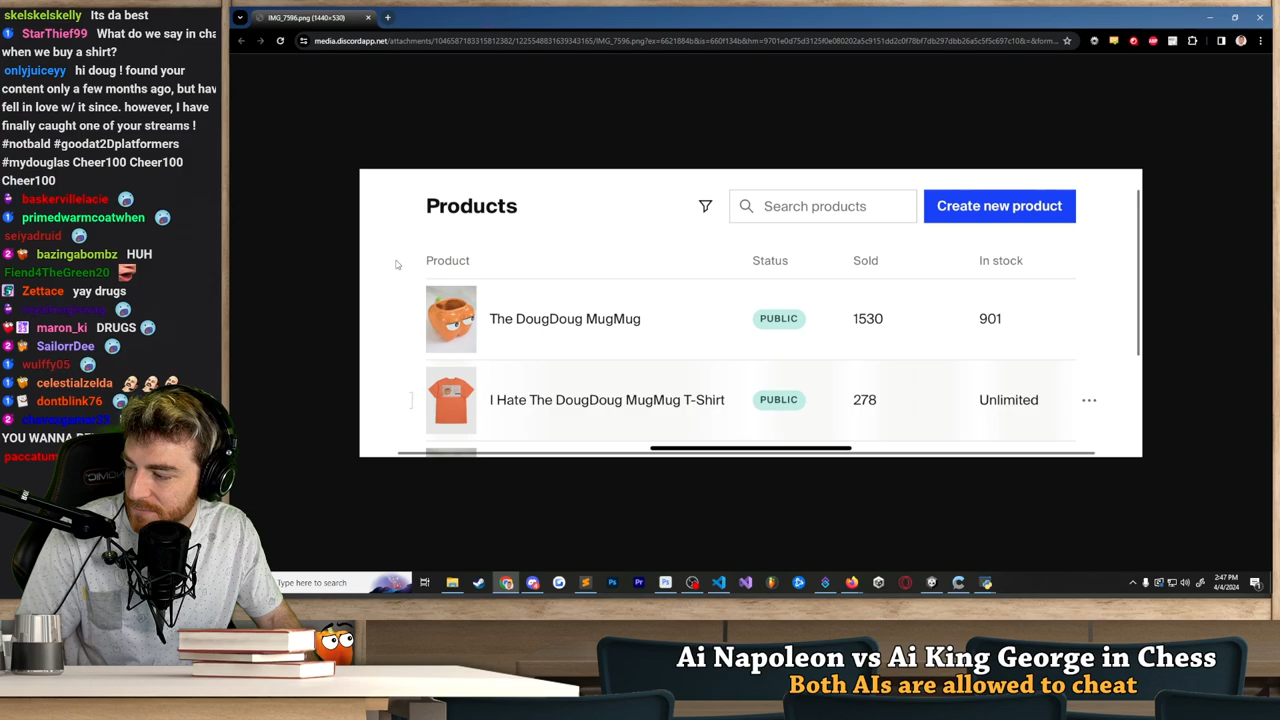 skelskelskelly Its da best
StarThief99 What do we say in cha
when we buy a shirt?
onlyjuiceyy hi doug ! found your
content only a few months ago, but hav
fell in love w/ it since. however, I have
finally caught one of your streams !
#notbald #goodat2Dplatformers
#mydouglas Cheer100 Cheer100
Cheer100
baskervillelacie
primedwarmcoatwhen
seiyadruid
bazingabombz HUH
Fiend4TheGreen20
Zettace yay drugs
maron_ki DRUGS
SailorrDee
wulffy05
celestialzelda
dontblink76
YOU WANNA
paccatum
IMG_7596.png (1440×530)
Products
Search products
Create new product
Product Status Sold In stock
The DougDoug MugMug PUBLIC 1530 901
I Hate The DougDoug MugMug T-Shirt PUBLIC 278 Unlimited
Type here to search
2:47 PM
4/4/2024
Ai Napoleon vs Ai King George in Chess
Both AIs are allowed to cheat